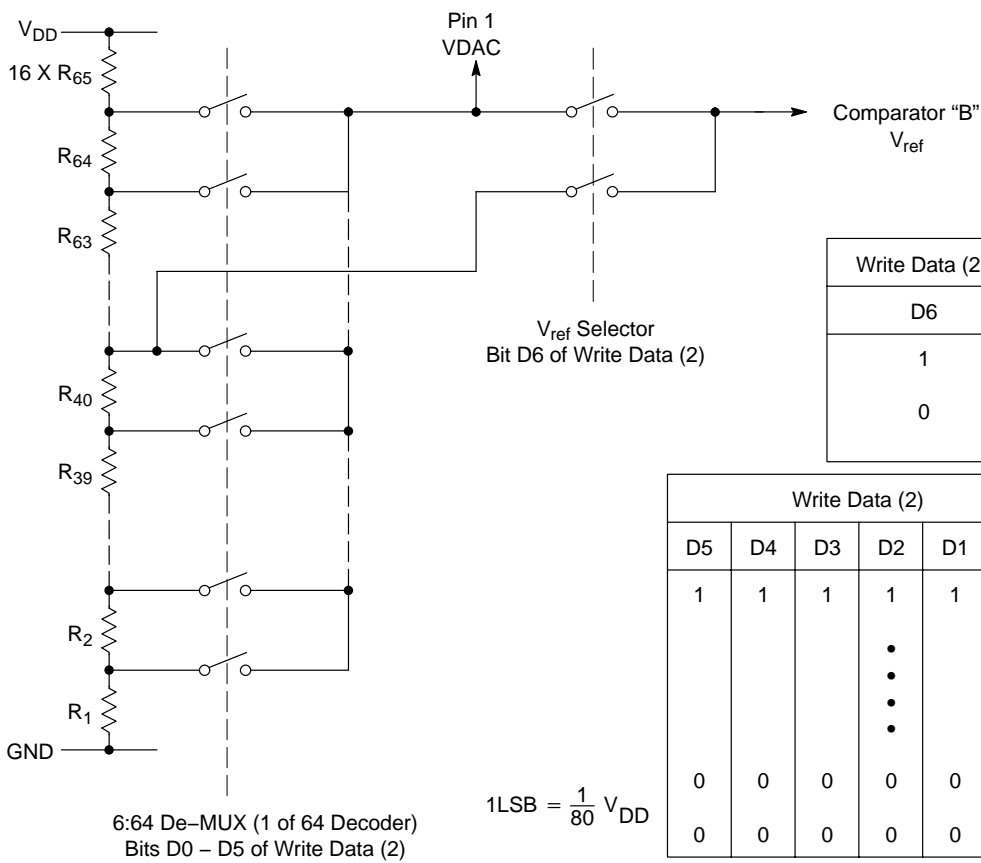 V_DD
16 X R_65
R_64
R_63
R_40
R_39
R_2
R_1
GND
Pin 1
VDAC
Comparator “B”
V_ref
V_ref Selector
Bit D6 of Write Data (2)
Write Data (2
D6
1
0
Write Data (2)
D5 D4 D3 D2 D1
1 1 1 1 1
0 0 0 0 0
0 0 0 0 0
1LSB = 1/80 V_DD
6:64 De−MUX (1 of 64 Decoder)
Bits D0 − D5 of Write Data (2)